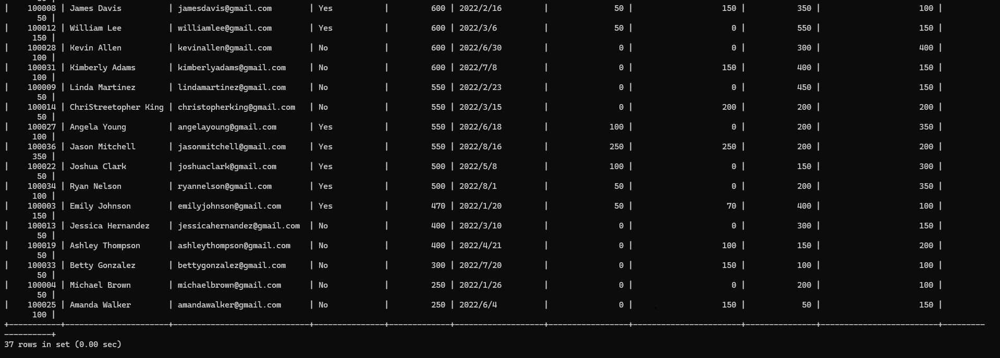 50 |
| 100008 | James Davis | jamesdavis@gmail.com | Yes | 600 | 2022/2/16 | 50 | 150 | 350 | 100 |
50 |
| 100012 | William Lee | williamlee@gmail.com | Yes | 600 | 2022/3/6 | 50 | 0 | 550 | 150 |
150 |
| 100028 | Kevin Allen | kevinallen@gmail.com | No | 600 | 2022/6/30 | 0 | 0 | 300 | 400 |
100 |
| 100031 | Kimberly Adams | kimberlyadams@gmail.com | No | 600 | 2022/7/8 | 0 | 150 | 400 | 150 |
100 |
| 100009 | Linda Martinez | lindamartinez@gmail.com | No | 550 | 2022/2/23 | 0 | 0 | 450 | 150 |
50 |
| 100014 | ChriStreetopher King | christopherking@gmail.com | No | 550 | 2022/3/15 | 0 | 200 | 200 | 200 |
50 |
| 100027 | Angela Young | angelayoung@gmail.com | Yes | 550 | 2022/6/18 | 100 | 0 | 200 | 350 |
100 |
| 100036 | Jason Mitchell | jasonmitchell@gmail.com | Yes | 550 | 2022/8/16 | 250 | 250 | 200 | 200 |
350 |
| 100022 | Joshua Clark | joshuaclark@gmail.com | Yes | 500 | 2022/5/8 | 100 | 0 | 150 | 300 |
50 |
| 100034 | Ryan Nelson | ryannelson@gmail.com | Yes | 500 | 2022/8/1 | 50 | 0 | 200 | 350 |
100 |
| 100003 | Emily Johnson | emilyjohnson@gmail.com | Yes | 470 | 2022/1/20 | 50 | 70 | 400 | 100 |
150 |
| 100013 | Jessica Hernandez | jessicahernandez@gmail.com | No | 400 | 2022/3/10 | 0 | 0 | 300 | 150 |
50 |
| 100019 | Ashley Thompson | ashleythompson@gmail.com | No | 400 | 2022/4/21 | 0 | 100 | 150 | 200 |
50 |
| 100033 | Betty Gonzalez | bettygonzalez@gmail.com | No | 300 | 2022/7/20 | 0 | 150 | 100 | 100 |
50 |
| 100004 | Michael Brown | michaelbrown@gmail.com | No | 250 | 2022/1/26 | 0 | 0 | 200 | 100 |
50 |
| 100025 | Amanda Walker | amandawalker@gmail.com | No | 250 | 2022/6/4 | 0 | 150 | 50 | 150 |
100 |
+-----------+----------------------+-----------------------------+---------------+-------------+-------------------+-----------------+-----------------------+---------------+-------------------------+---------
----------+
37 rows in set (0.00 sec)